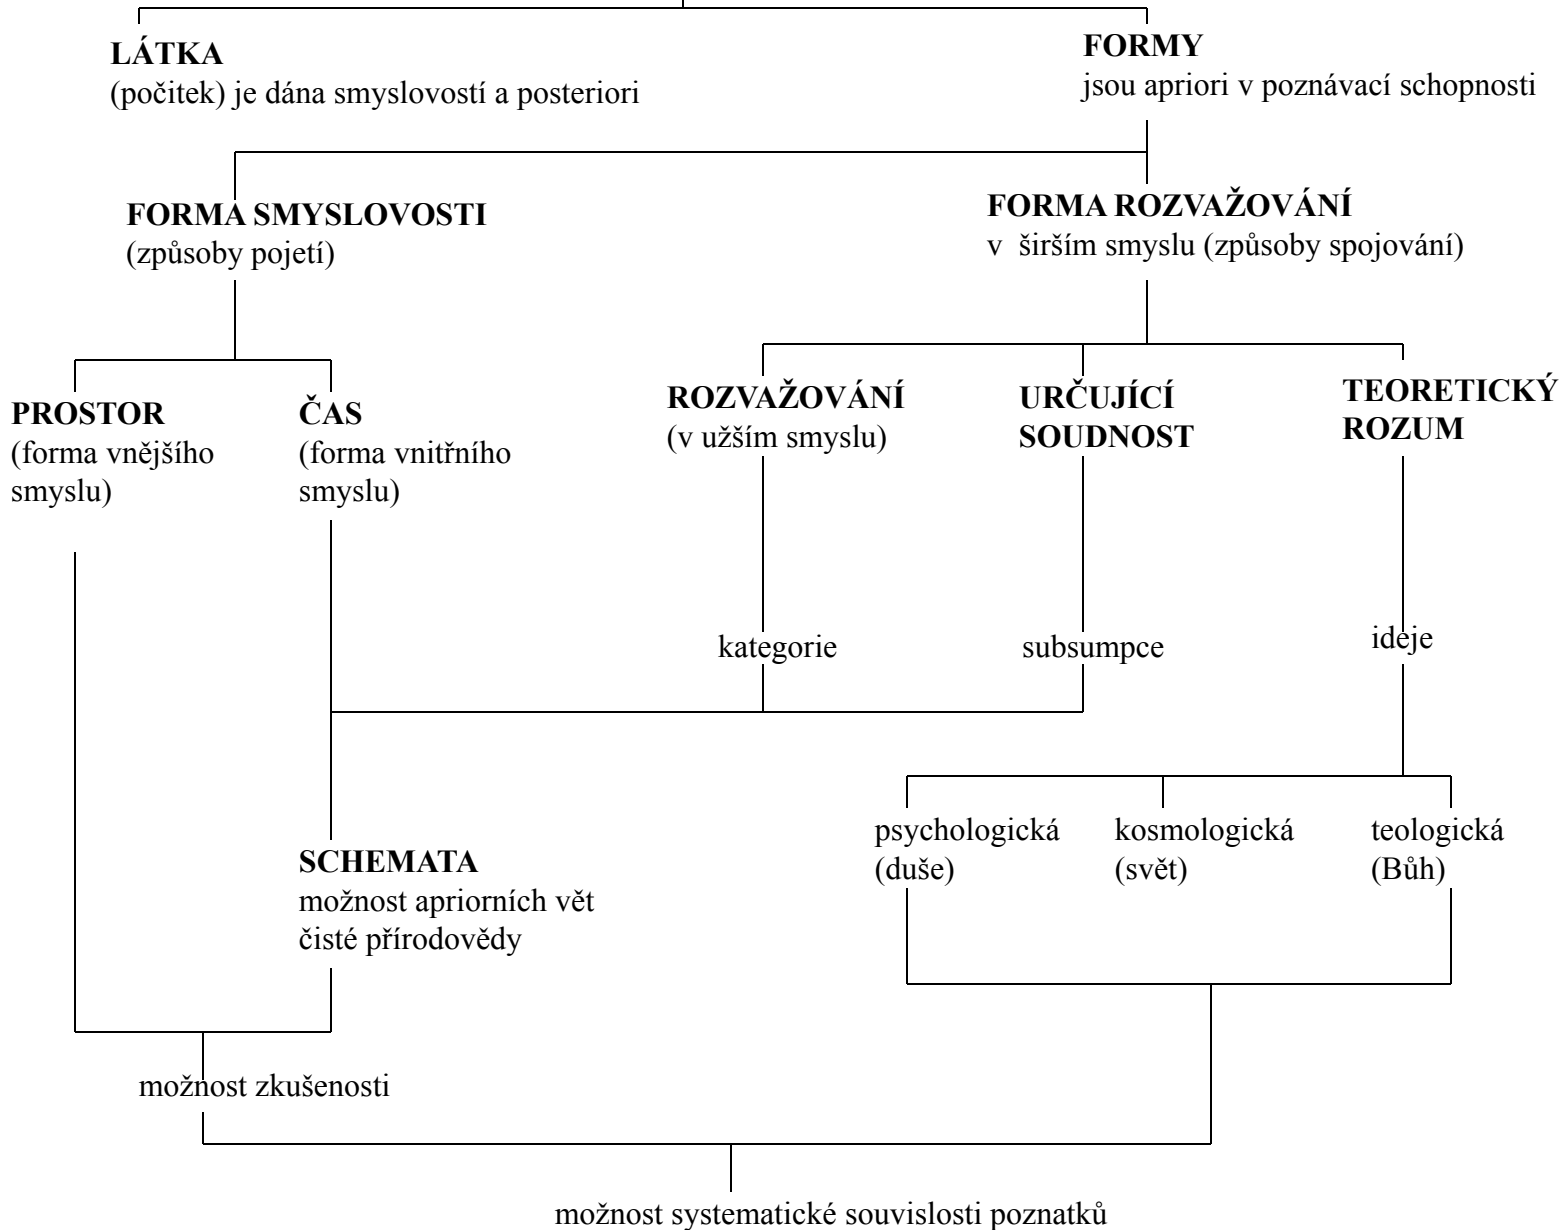 LÁTKA
(počitek) je dána smyslovostí a posteriori
FORMY
jsou apriori v poznávací schopnosti
FORMA SMYSLOVOSTI
(způsoby pojetí)
FORMA ROZVAŽOVÁNÍ
v širším smyslu (způsoby spojování)
PROSTOR
(forma vnějšího
smyslu)
ČAS
(forma vnitřního
smyslu)
ROZVAŽOVÁNÍ
(v užším smyslu)
URČUJÍCÍ
SOUDNOST
TEORETICKÝ
ROZUM
kategorie
subsumpce
ideje
psychologická
(duše)
kosmologická
(svět)
teologická
(Bůh)
SCHEMATA
možnost apriorních vět
čisté přírodovědy
možnost zkušenosti
možnost systematické souvislosti poznatků